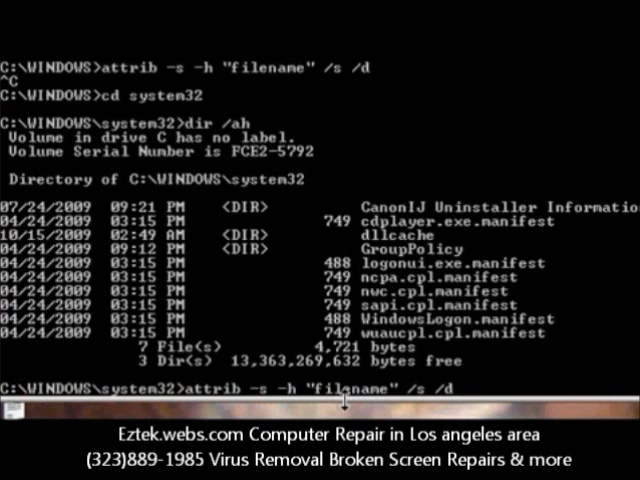 C:\WINDOWS>attrib -s -h "filename" /s /d
^C
C:\WINDOWS>cd system32
C:\WINDOWS\system32>dir /ah
Volume in drive C has no label.
Volume Serial Number is FCE2-5792
Directory of C:\WINDOWS\system32
07/24/2009 09:21 PM <DIR> CanonIJ Uninstaller Informatio
04/24/2009 03:15 PM 749 cdplayer.exe.manifest
10/15/2009 02:49 AM <DIR> dllcache
04/24/2009 09:12 PM <DIR> GroupPolicy
04/24/2009 03:15 PM 488 logonui.exe.manifest
04/24/2009 03:15 PM 749 ncpa.cpl.manifest
04/24/2009 03:15 PM 749 nwc.cpl.manifest
04/24/2009 03:15 PM 749 sapi.cpl.manifest
04/24/2009 03:15 PM 488 WindowsLogon.manifest
04/24/2009 03:15 PM 749 wuaucpl.cpl.manifest
7 File(s) 4,721 bytes
3 Dir(s) 13,363,269,632 bytes free
C:\WINDOWS\system32>attrib -s -h "filename" /s /d
Eztek.webs.com Computer Repair in Los angeles area
(323)889-1985 Virus Removal Broken Screen Repairs & more